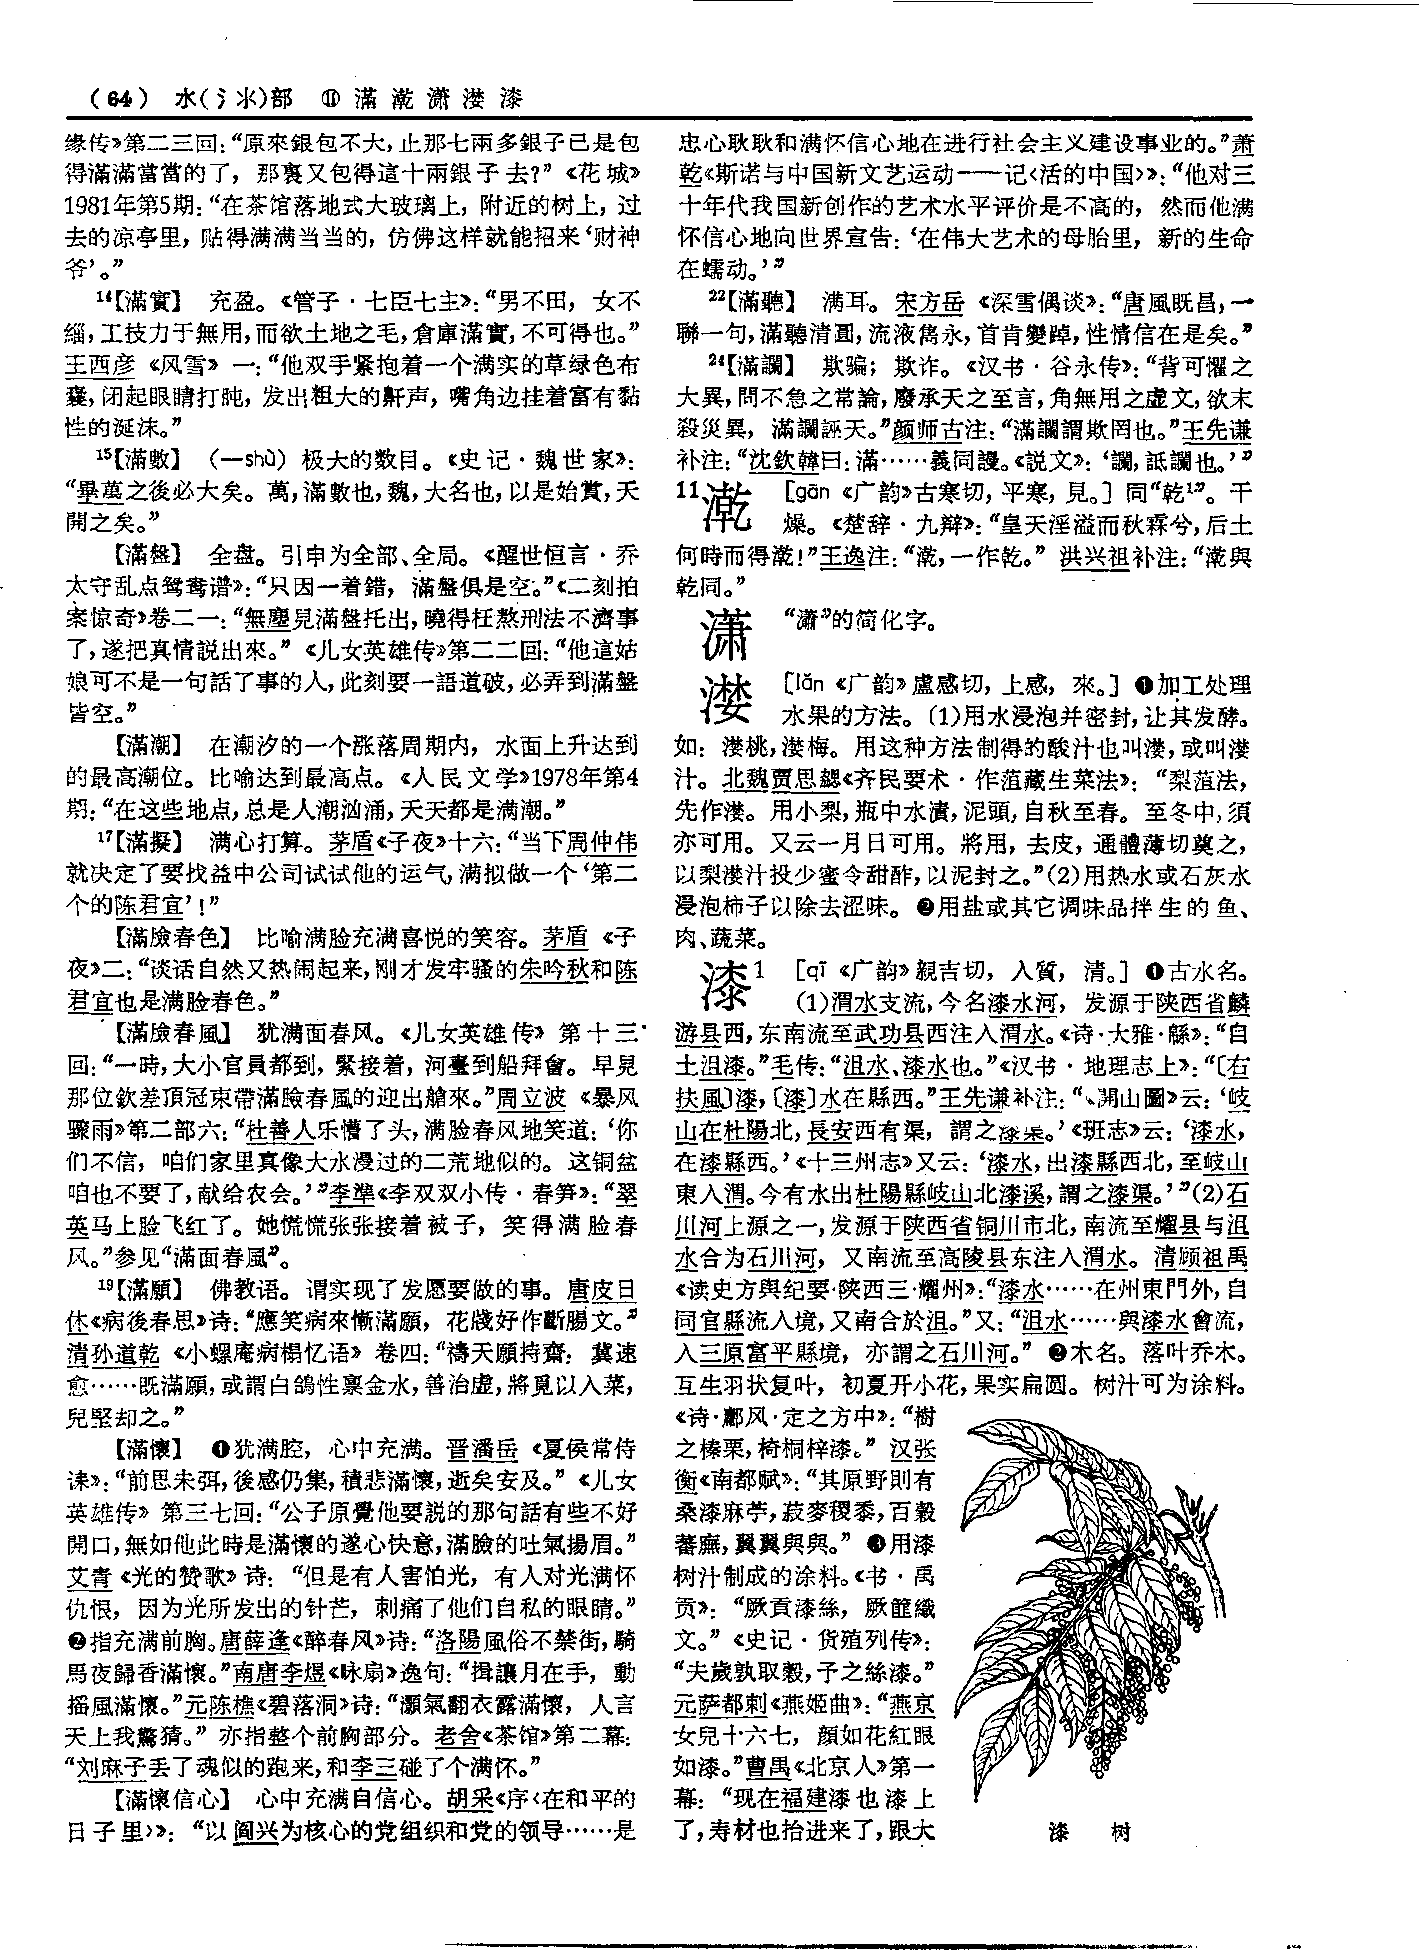 (64) 水(氵氺)部 ⑪ 滿 漧 潇 漤 漆
缘传》第二三回：“原來銀包不大，止那七兩多銀子已是包
得滿滿當當的了，那裏又包得這十兩銀子去？”《花城》
1981年第5期：“在茶馆落地式大玻璃上，附近的树上，过
去的凉亭里，贴得满满当当的，仿佛这样就能招来‘财神
爷’。”
14【滿實】 充盈。《管子·七臣七主》：“男不田，女不
緇，工技力于無用，而欲土地之毛，倉庫滿實，不可得也。”
王西彦《风雪》一：“他双手紧抱着一个满实的草绿色布
囊，闭起眼睛打盹，发出粗大的鼾声，嘴角边挂着富有黏
性的涎沫。”
15【滿數】 （—shù）极大的数目。《史记·魏世家》：
“畢萬之後必大矣。萬，滿數也，魏，大名也，以是始賞，天
開之矣。”
【滿盤】 全盘。引申为全部、全局。《醒世恒言·乔
太守乱点鸳鸯谱》：“只因一着錯，滿盤俱是空。”《二刻拍
案惊奇》卷二一：“無塵見滿盤托出，曉得枉熬刑法不濟事
了，遂把真情説出來。”《儿女英雄传》第二二回：“他這姑
娘可不是一句話了事的人，此刻要一語道破，必弄到滿盤
皆空。”
【滿潮】 在潮汐的一个涨落周期内，水面上升达到
的最高潮位。比喻达到最高点。《人民文学》1978年第4
期：“在这些地点，总是人潮汹涌，天天都是满潮。”
17【滿擬】 满心打算。茅盾《子夜》十六：“当下周仲伟
就决定了要找益中公司试试他的运气，满拟做一个‘第二
个的陈君宜’！”
【滿臉春色】 比喻满脸充满喜悦的笑容。茅盾《子
夜》二：“谈话自然又热闹起来，刚才发牢骚的朱吟秋和陈
君宜也是满脸春色。”
【滿臉春風】 犹满面春风。《儿女英雄传》第十三
回：“一時，大小官員都到，緊接着，河臺到船拜會。早見
那位欽差頂冠束帶滿臉春風的迎出艙來。”周立波《暴风
骤雨》第二部六：“杜善人乐懵了头，满脸春风地笑道：‘你
们不信，咱们家里真像大水漫过的二荒地似的。这铜盆
咱也不要了，献给农会。’”李凖《李双双小传·春笋》：“翠
英马上脸飞红了。她慌慌张张接着被子，笑得满脸春
风。”参见“滿面春風”。
19【滿願】 佛教语。谓实现了发愿要做的事。唐皮日
休《病後春思》诗：“應笑病來慚滿願，花牋好作斷腸文。”
清孙道乾《小螺庵病榻忆语》卷四：“禱天願持齋，冀速
愈……既滿願，或謂白鴿性稟金水，善治虚，將覓以入菜，
兒堅却之。”
【滿懷】 ❶犹满腔，心中充满。晋潘岳《夏侯常侍
诔》：“前思未弭，後感仍集，積悲滿懷，逝矣安及。”《儿女
英雄传》第三七回：“公子原覺他要説的那句話有些不好
開口，無如他此時是滿懷的遂心快意，滿臉的吐氣揚眉。”
艾青《光的赞歌》诗：“但是有人害怕光，有人对光满怀
仇恨，因为光所发出的针芒，刺痛了他们自私的眼睛。”
❷指充满前胸。唐薛逢《醉春风》诗：“洛陽風俗不禁街，騎
馬夜歸香滿懷。”南唐李煜《咏扇》逸句：“揖讓月在手，動
摇風滿懷。”元陈樵《碧落洞》诗：“灝氣翻衣露滿懷，人言
天上我驚猜。”亦指整个前胸部分。老舍《茶馆》第二幕：
“刘麻子丢了魂似的跑来，和李三碰了个满怀。”
【滿懷信心】 心中充满自信心。胡采《序〈在和平的
日子里〉》：“以阎兴为核心的党组织和党的领导……是
忠心耿耿和满怀信心地在进行社会主义建设事业的。”萧
乾《斯诺与中国新文艺运动——记〈活的中国〉》：“他对三
十年代我国新创作的艺术水平评价是不高的，然而他满
怀信心地向世界宣告：‘在伟大艺术的母胎里，新的生命
在蠕动。’”
22【滿聽】 满耳。宋方岳《深雪偶谈》：“唐風既昌，一
聯一句，滿聽清圓，流液雋永，首肯變踔，性情信在是矣。”
24【滿讕】 欺骗；欺诈。《汉书·谷永传》：“背可懼之
大異，問不急之常論，廢承天之至言，角無用之虚文，欲末
殺災異，滿讕誣天。”颜师古注：“滿讕謂欺罔也。”王先谦
补注：“沈欽韓曰：滿……義同謾。《説文》：‘讕，詆讕也。’”
11漧 [gān《广韵》古寒切，平寒，見。]同“乾1”。干
燥。《楚辞·九辩》：“皇天淫溢而秋霖兮，后土
何時而得漧！”王逸注：“漧，一作乾。”洪兴祖补注：“漧與
乾同。”
潇 “瀟”的简化字。
漤 [lǎn《广韵》盧感切，上感，來。]❶加工处理
水果的方法。(1)用水浸泡并密封，让其发酵。
如：漤桃，漤梅。用这种方法制得的酸汁也叫漤，或叫漤
汁。北魏贾思勰《齐民要术·作菹藏生菜法》：“梨菹法，
先作漤。用小梨，瓶中水漬，泥頭，自秋至春。至冬中，須
亦可用。又云一月日可用。將用，去皮，通體薄切奠之，
以梨漤汁投少蜜令甜酢，以泥封之。”(2)用热水或石灰水
浸泡柿子以除去涩味。❷用盐或其它调味品拌生的鱼、
肉、蔬菜。
漆1 [qī《广韵》親吉切，入質，清。]❶古水名。
(1)渭水支流，今名漆水河，发源于陕西省麟
游县西，东南流至武功县西注入渭水。《诗·大雅·緜》：“自
土沮漆。”毛传：“沮水、漆水也。”《汉书·地理志上》：“〔右
扶風〕漆，〔漆〕水在縣西。”王先谦补注：“《開山圖》云：‘岐
山在杜陽北，長安西有渠，謂之漆渠。’《班志》云：‘漆水，
在漆縣西。’《十三州志》又云：‘漆水，出漆縣西北，至岐山
東入渭。今有水出杜陽縣岐山北漆溪，謂之漆渠。’”(2)石
川河上源之一，发源于陕西省铜川市北，南流至耀县与沮
水合为石川河，又南流至高陵县东注入渭水。清顾祖禹
《读史方舆纪要·陕西三·耀州》：“漆水……在州東門外，自
同官縣流入境，又南合於沮。”又：“沮水……與漆水會流，
入三原富平縣境，亦謂之石川河。”❷木名。落叶乔木。
互生羽状复叶，初夏开小花，果实扁圆。树汁可为涂料。
《诗·鄘风·定之方中》：“樹
之榛栗，椅桐梓漆。”汉张
衡《南都赋》：“其原野則有
桑漆麻苧，菽麥稷黍，百穀
蕃廡，翼翼與與。”❸用漆
树汁制成的涂料。《书·禹
贡》：“厥貢漆絲，厥篚織
文。”《史记·货殖列传》：
“夫歲孰取穀，予之絲漆。”
元萨都剌《燕姬曲》：“燕京
女兒十六七，顔如花紅眼
如漆。”曹禺《北京人》第一
幕：“现在福建漆也漆上
了，寿材也抬进来了，跟大
漆 树